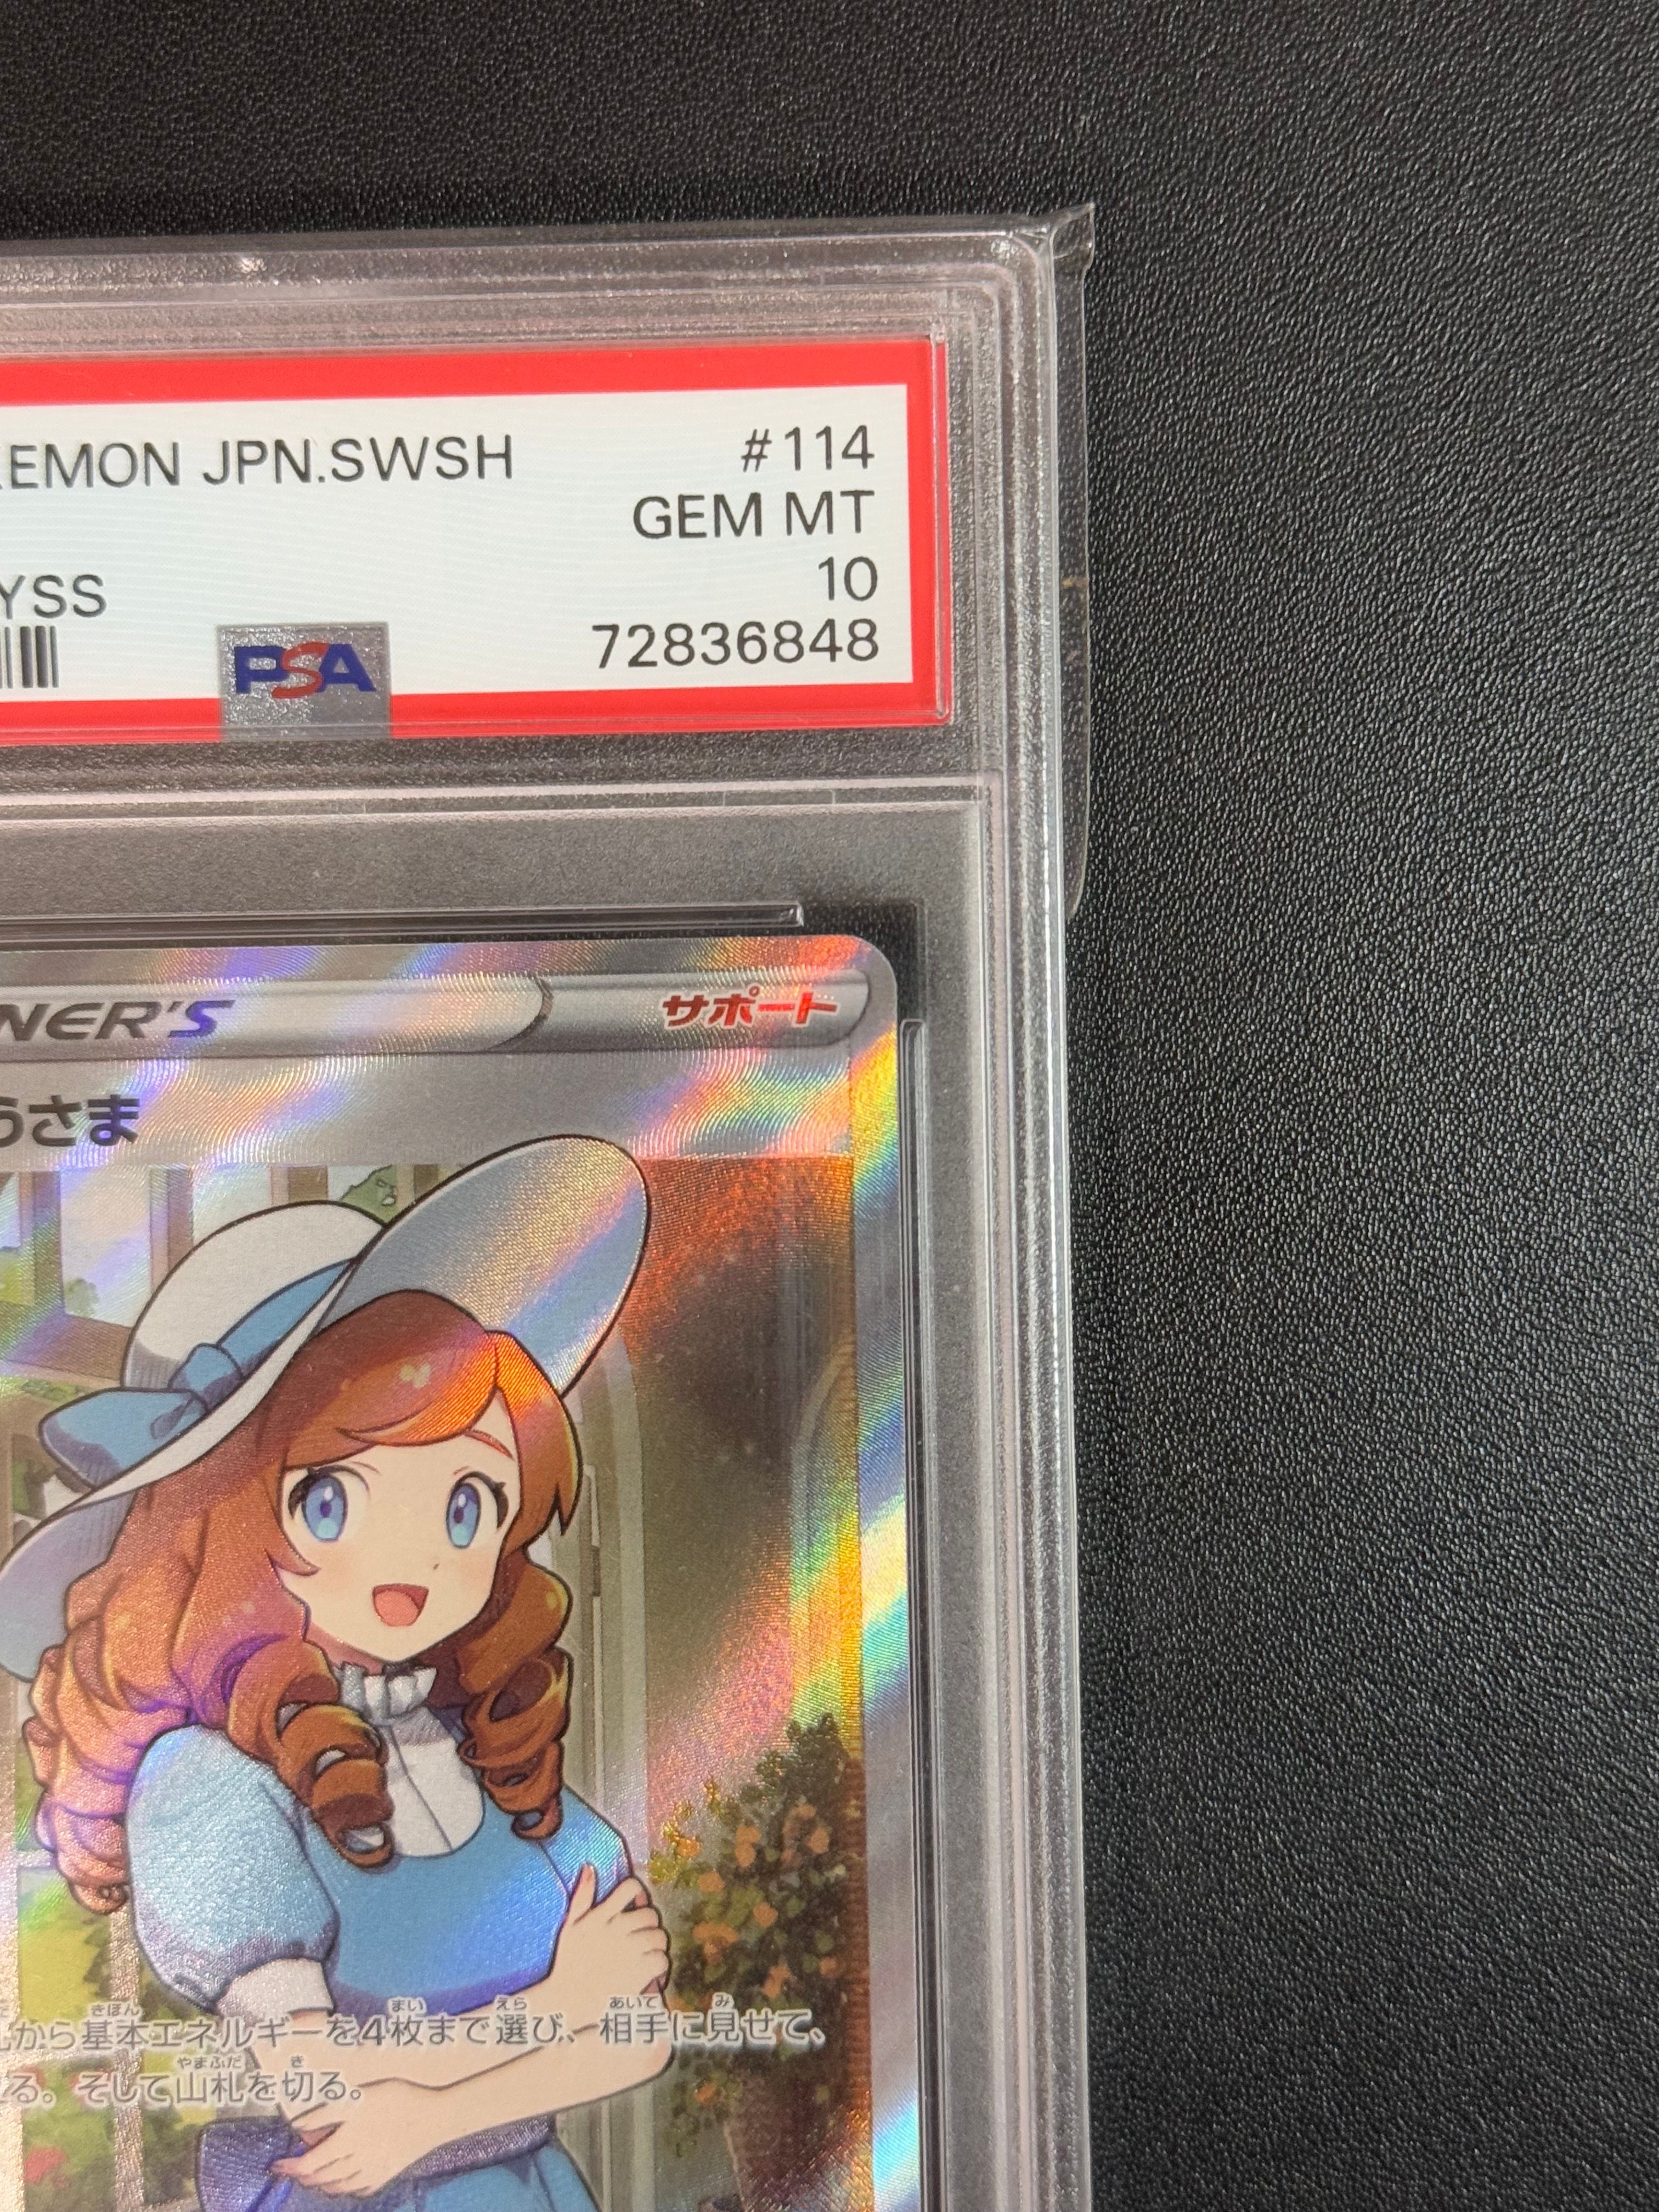 KEMON JPN.SWSH #114
GEM MT
YSS 10
PSA 72836848
NER'S サポート
うさま
から基本エネルギーを4枚まで選び、相手に見せて、
る。そして山札を切る。